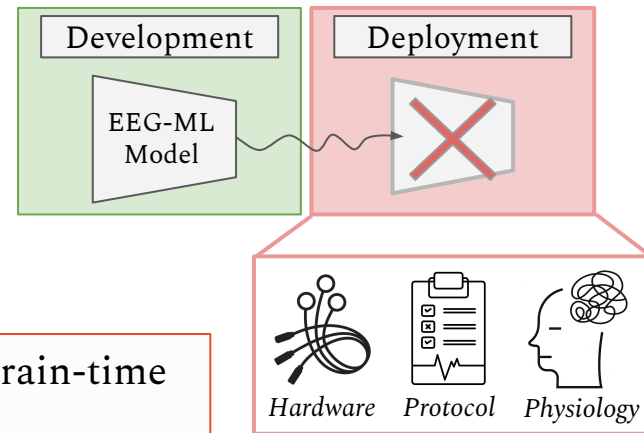 Development
Deployment
EEG-ML
Model
rain-time
Hardware
Protocol
Physiology